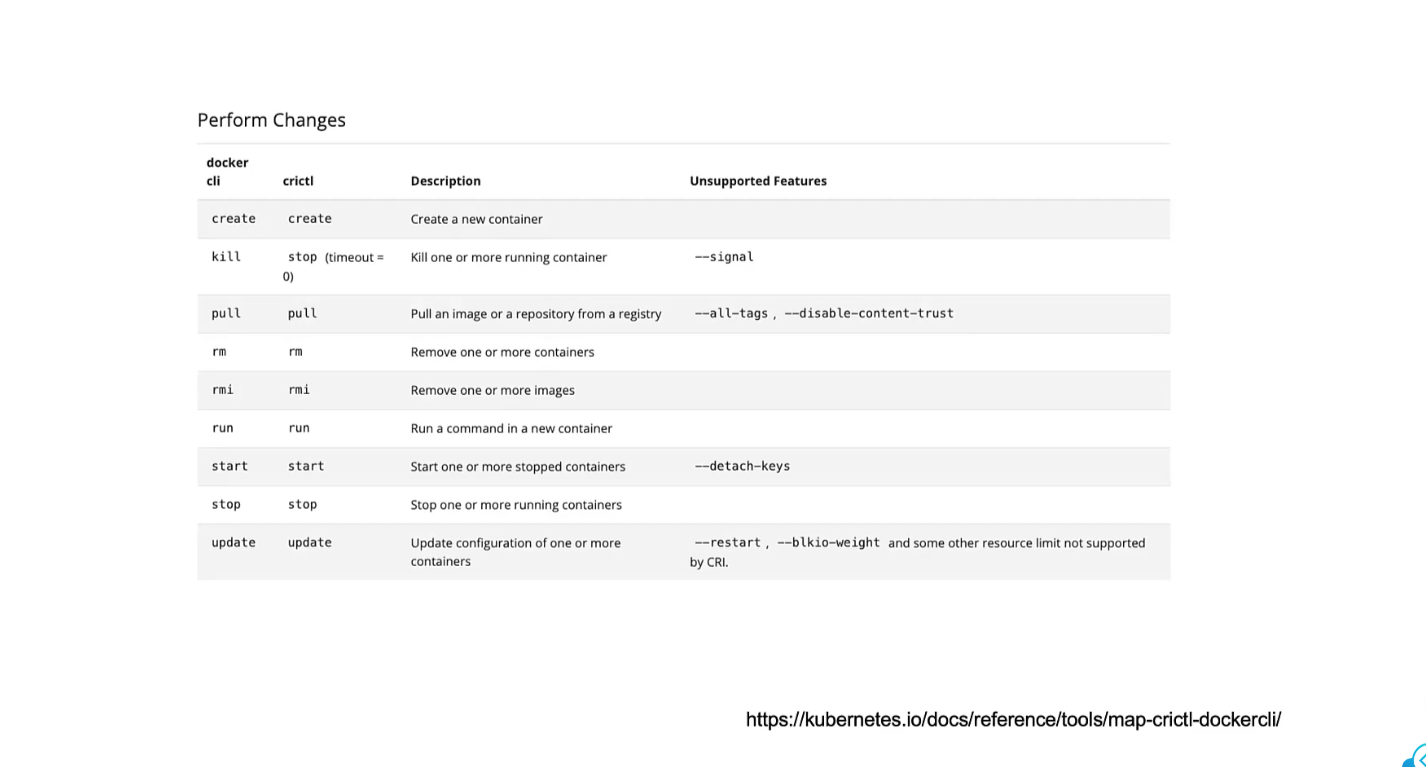 Perform Changes
docker
cli crictl Description Unsupported Features
create create Create a new container
kill stop (timeout = Kill one or more running container --signal
0)
pull pull Pull an image or a repository from a registry --all-tags , --disable-content-trust
rm rm Remove one or more containers
rmi rmi Remove one or more images
run run Run a command in a new container
start start Start one or more stopped containers --detach-keys
stop stop Stop one or more running containers
update update Update configuration of one or more --restart , --blkio-weight and some other resource limit not supported
containers by CRI.
https://kubernetes.io/docs/reference/tools/map-crictl-dockercli/